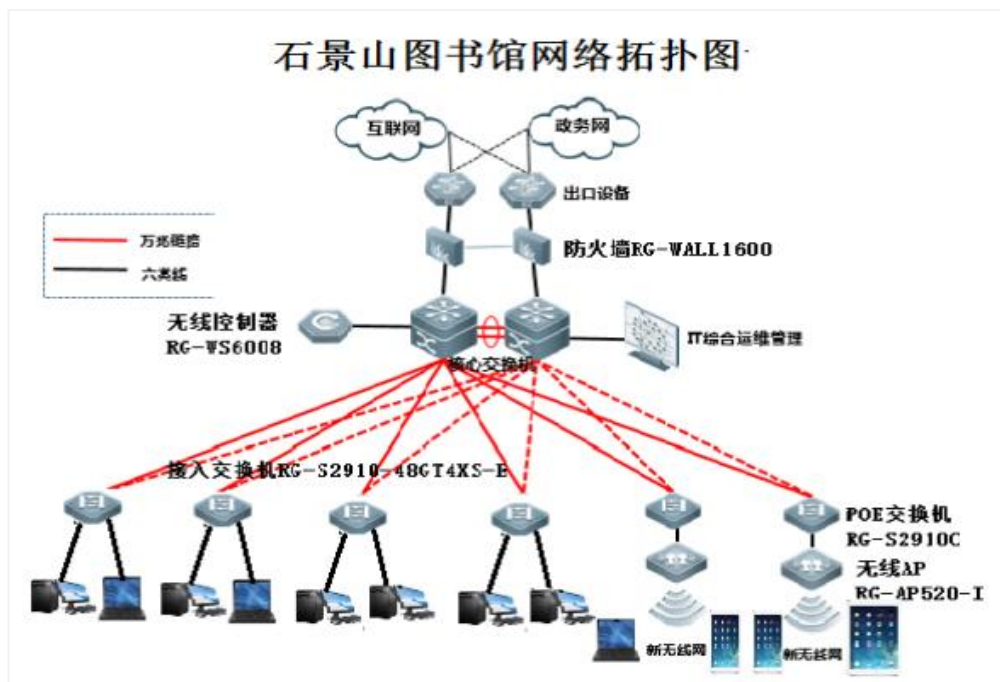 石景山图书馆网络拓扑图
互联网
政务网
出口设备
万兆链路
六类线
防火墙RG-WALL1600
无线控制器
RG-WS6008
核心交换机
IT综合运维管理
接入交换机RG-S2910-48GT4XS-E
POE交换机
RG-S2910C
无线AP
RG-AP520-I
新无线网
新无线网